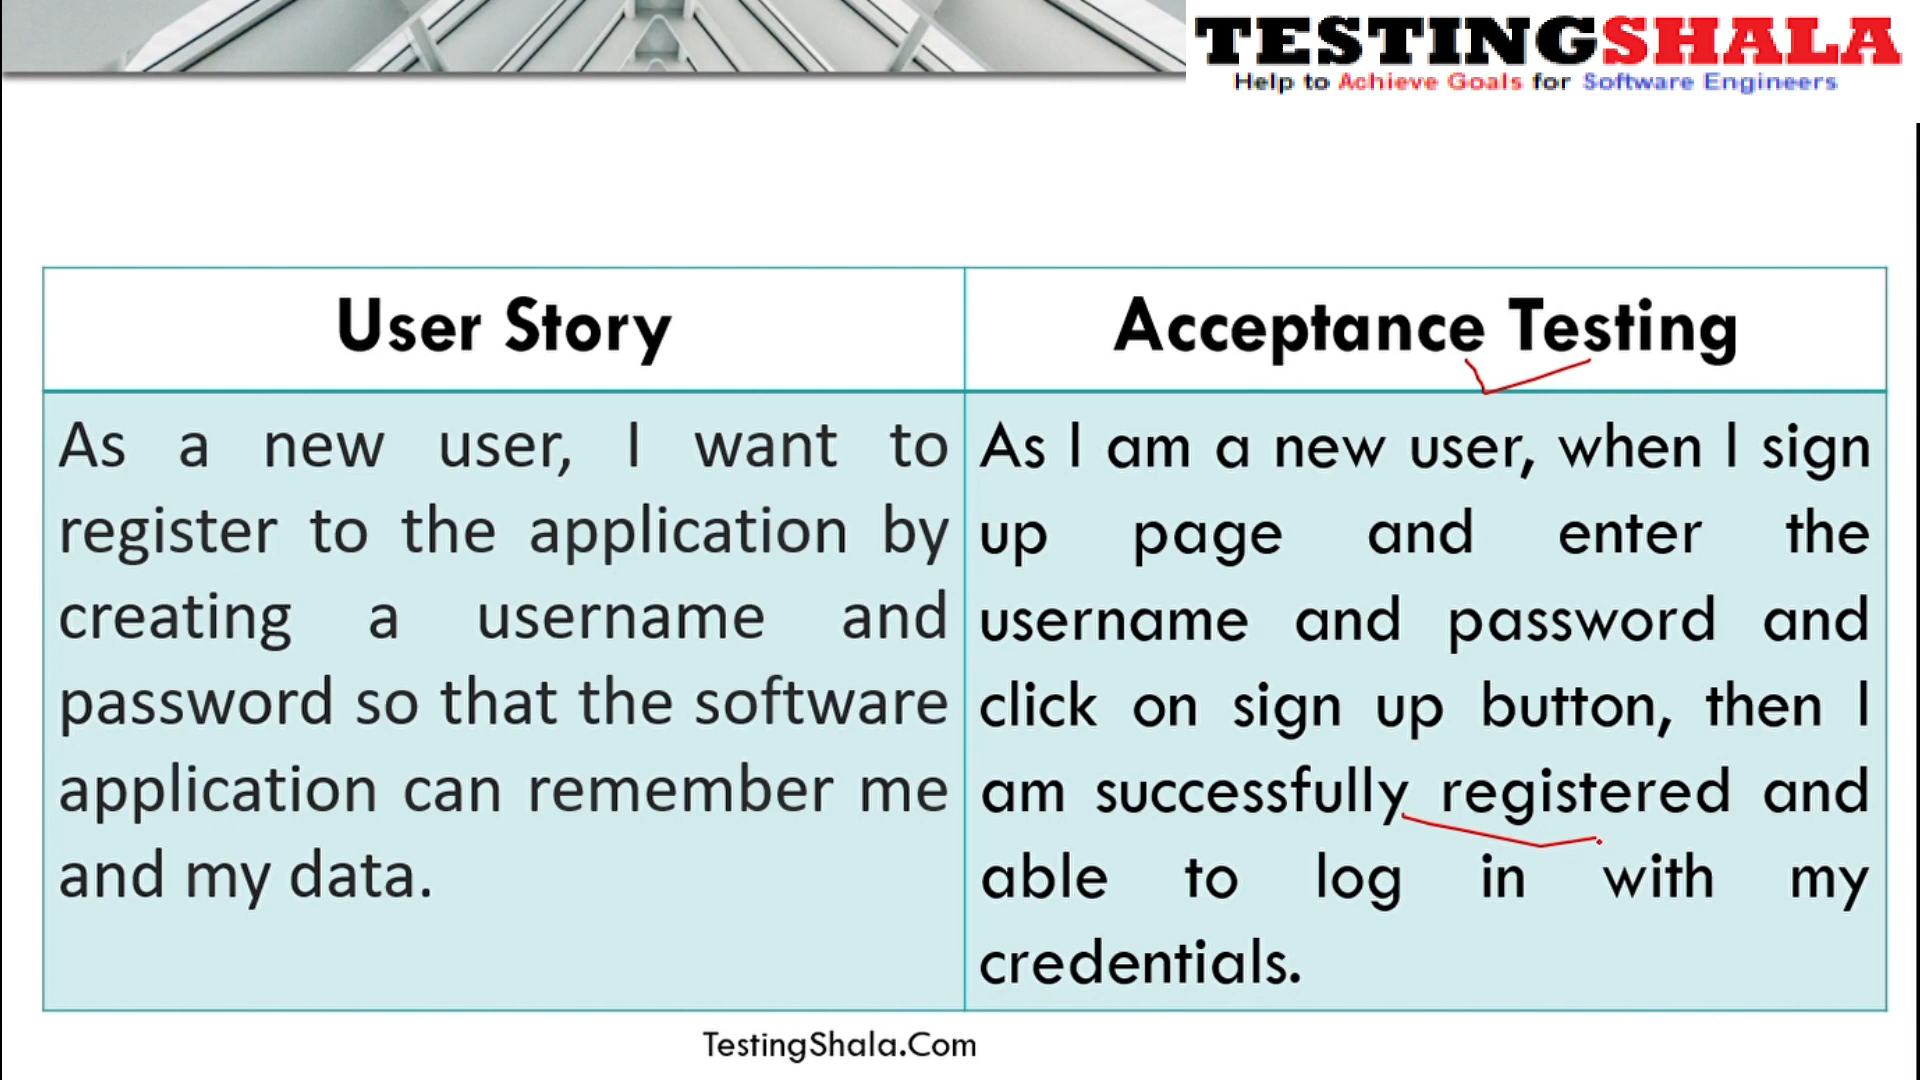 TESTINGSHALA
Help to Achieve Goals for Software Engineers
User Story
Acceptance Testing
As a new user, I want to
register to the application by
creating a username and
password so that the software
application can remember me
and my data.
As I am a new user, when I sign
up page and enter the
username and password and
click on sign up button, then I
am successfully registered and
able to log in with my
credentials.
TestingShala.Com